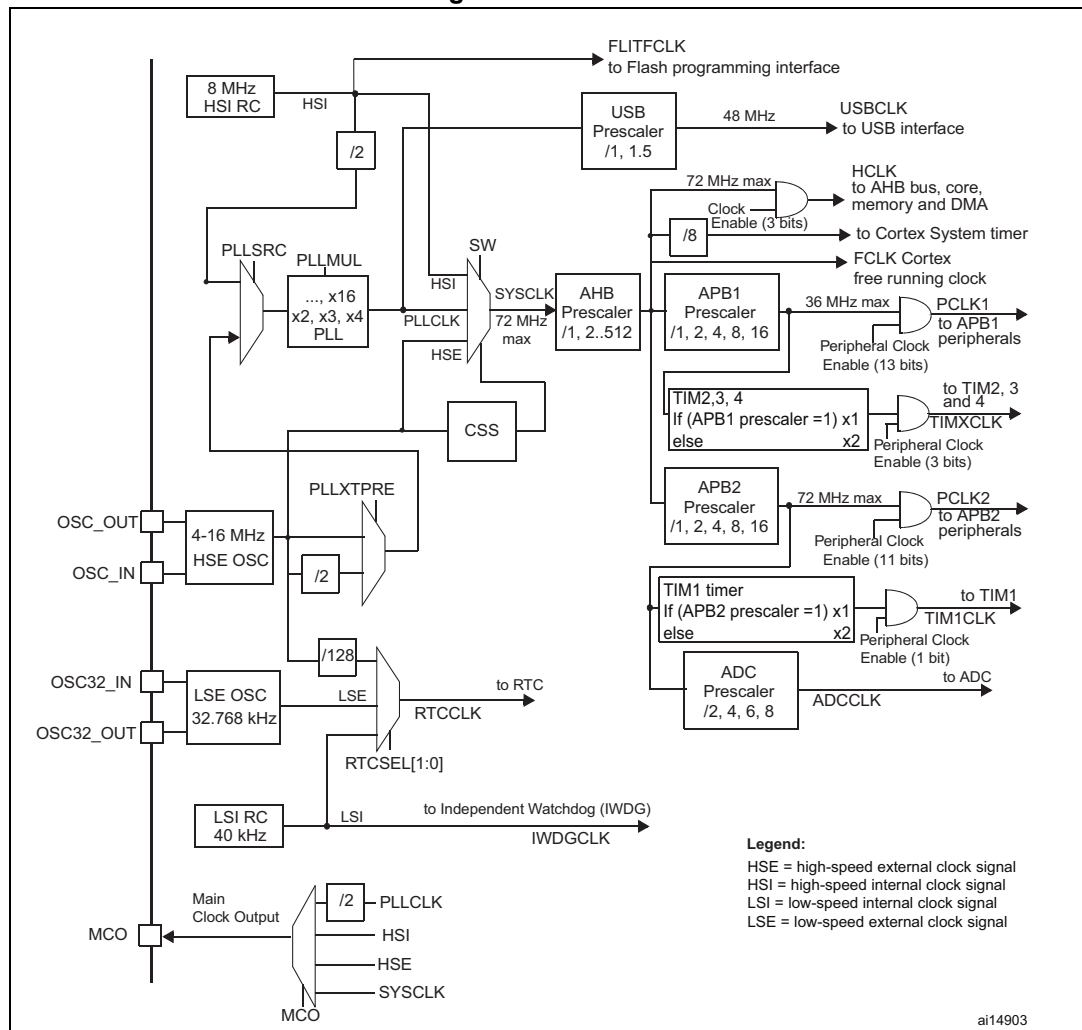 FLITFCLK
to Flash programming interface
8 MHz
HSI RC
HSI
/2
USB
Prescaler
/1, 1.5
48 MHz
USBCLK
to USB interface
72 MHz max
Clock
Enable (3 bits)
HCLK
to AHB bus, core,
memory and DMA
/8
to Cortex System timer
FCLK Cortex
free running clock
PLLSRC
PLLMUL
..., x16
x2, x3, x4
PLL
SW
HSI
PLLCLK
HSE
SYSCLK
72 MHz
max
AHB
Prescaler
/1, 2..512
APB1
Prescaler
/1, 2, 4, 8, 16
36 MHz max
PCLK1
to APB1
peripherals
Peripheral Clock
Enable (13 bits)
TIM2,3, 4
If (APB1 prescaler =1) x1
else x2
to TIM2, 3
and 4
TIMXCLK
Peripheral Clock
Enable (3 bits)
CSS
PLLXTPRE
OSC_OUT
OSC_IN
4-16 MHz
HSE OSC
/2
APB2
Prescaler
/1, 2, 4, 8, 16
72 MHz max
PCLK2
to APB2
peripherals
Peripheral Clock
Enable (11 bits)
TIM1 timer
If (APB2 prescaler =1) x1
else x2
to TIM1
TIM1CLK
Peripheral Clock
Enable (1 bit)
ADC
Prescaler
/2, 4, 6, 8
to ADC
ADCCLK
/128
OSC32_IN
OSC32_OUT
LSE OSC
32.768 kHz
LSE
to RTC
RTCCLK
RTCSEL[1:0]
LSI RC
40 kHz
LSI
to Independent Watchdog (IWDG)
IWDGCLK
Legend:
HSE = high-speed external clock signal
HSI = high-speed internal clock signal
LSI = low-speed internal clock signal
LSE = low-speed external clock signal
Main
Clock Output
MCO
/2
PLLCLK
HSI
HSE
SYSCLK
MCO
ai14903